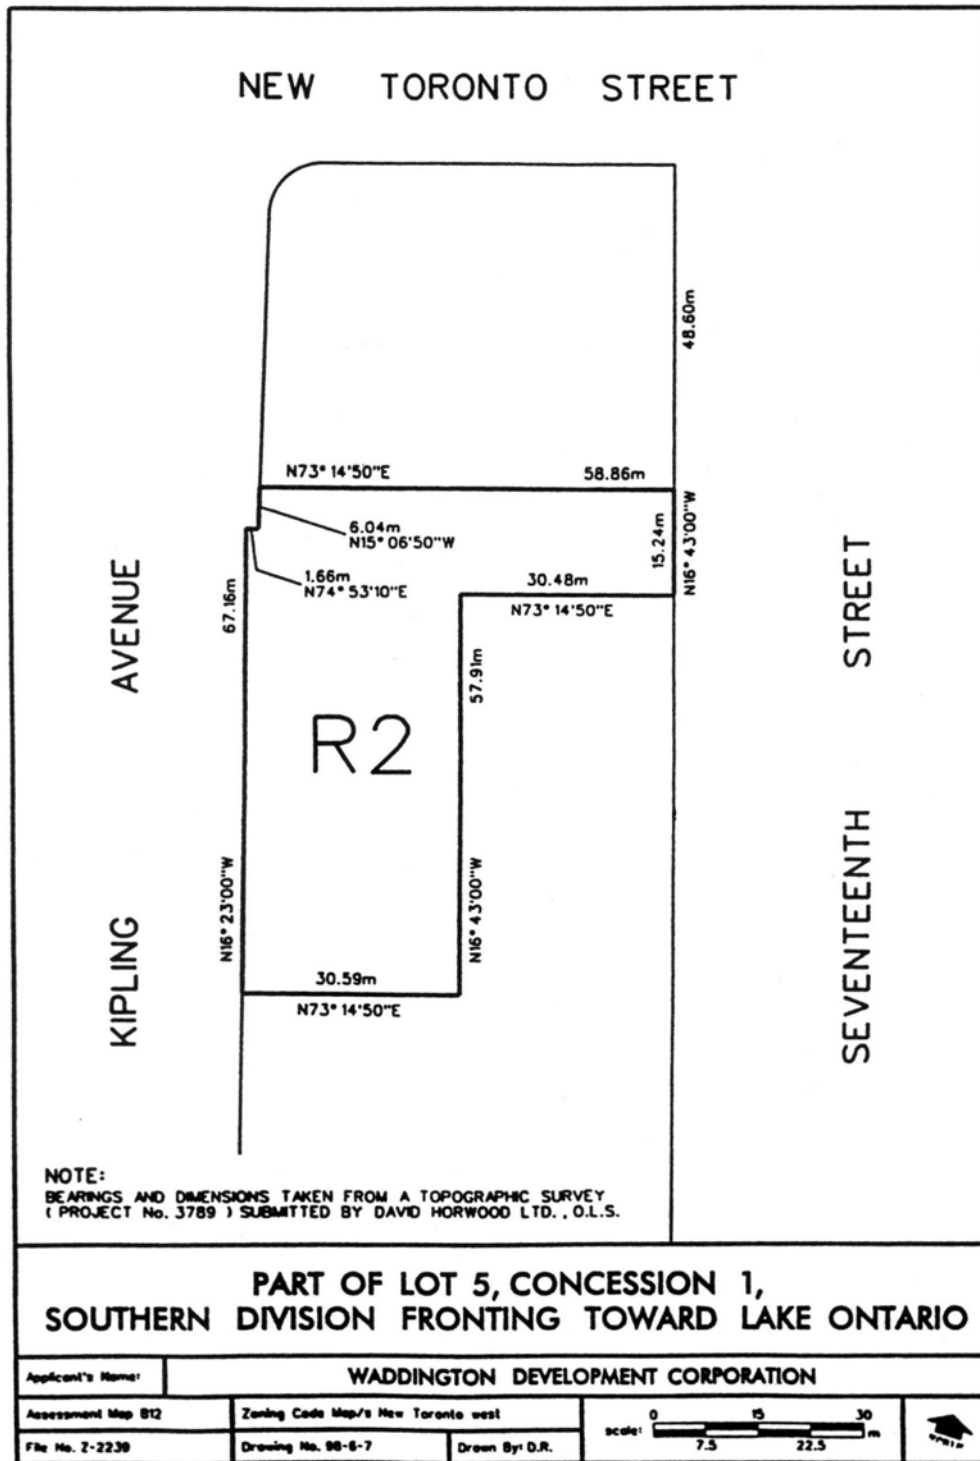 NEW TORONTO STREET
48.60m
N73° 14'50"E
58.86m
6.04m
N15° 06'50"W
15.24m
N16° 43'00"W
1.66m
N74° 53'10"E
30.48m
N73° 14'50"E
67.16m
57.91m
KIPLING AVENUE
SEVENTEENTH STREET
R2
N16° 23'00"W
N16° 43'00"W
30.59m
N73° 14'50"E
NOTE:
BEARINGS AND DIMENSIONS TAKEN FROM A TOPOGRAPHIC SURVEY
( PROJECT No. 3789 ) SUBMITTED BY DAVID HORWOOD LTD., O.L.S.
PART OF LOT 5, CONCESSION 1,
SOUTHERN DIVISION FRONTING TOWARD LAKE ONTARIO
Applicant's Name: WADDINGTON DEVELOPMENT CORPORATION
Assessment Map B12
Zoning Code Map/s New Toronto west
File No. Z-2239
Drawing No. 98-6-7
Drawn By: D.R.
scale:
0 15 30
m
7.5 22.5
NORTH